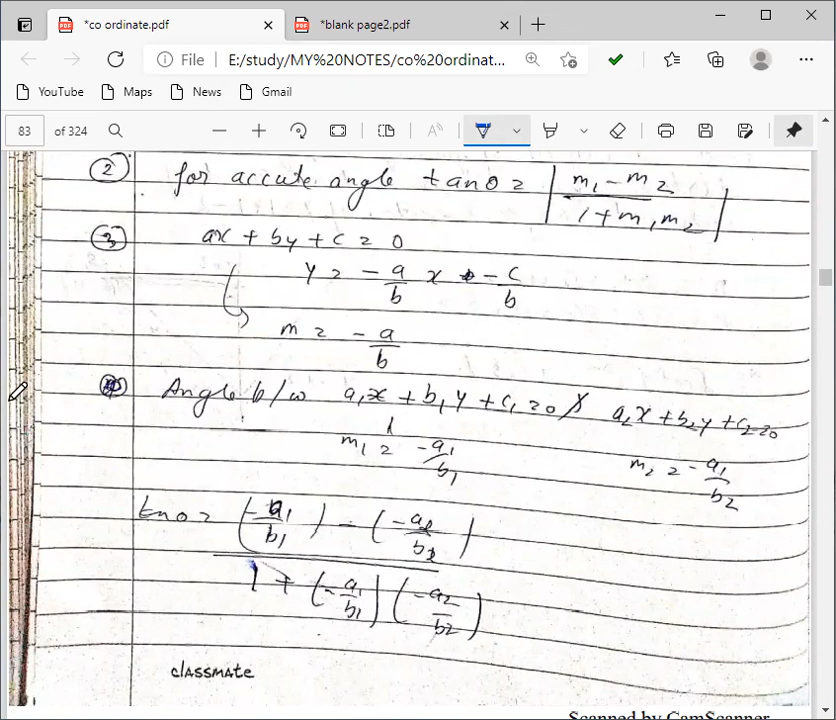 *co ordinate.pdf
*blank page2.pdf
File E:/study/MY%20NOTES/co%20ordinat...
YouTube Maps News Gmail
83 of 324
② for accute angle tanθ = | m₁ - m₂ / 1 + m₁m₂ |
③ ax + by + c = 0
y = - a/b x - c/b
m = - a/b
Angle b/w a₁x + b₁y + c₁ = 0 & a₂x + b₂y + c₂ = 0
m₁ = -a₁/b₁ m₂ = -a₁/b₂
tanθ = (-a₁/b₁) - (-a₂/b₂) / 1 + (-a₁/b₁)(-a₂/b₂)
classmate
Scanned by CamScanner